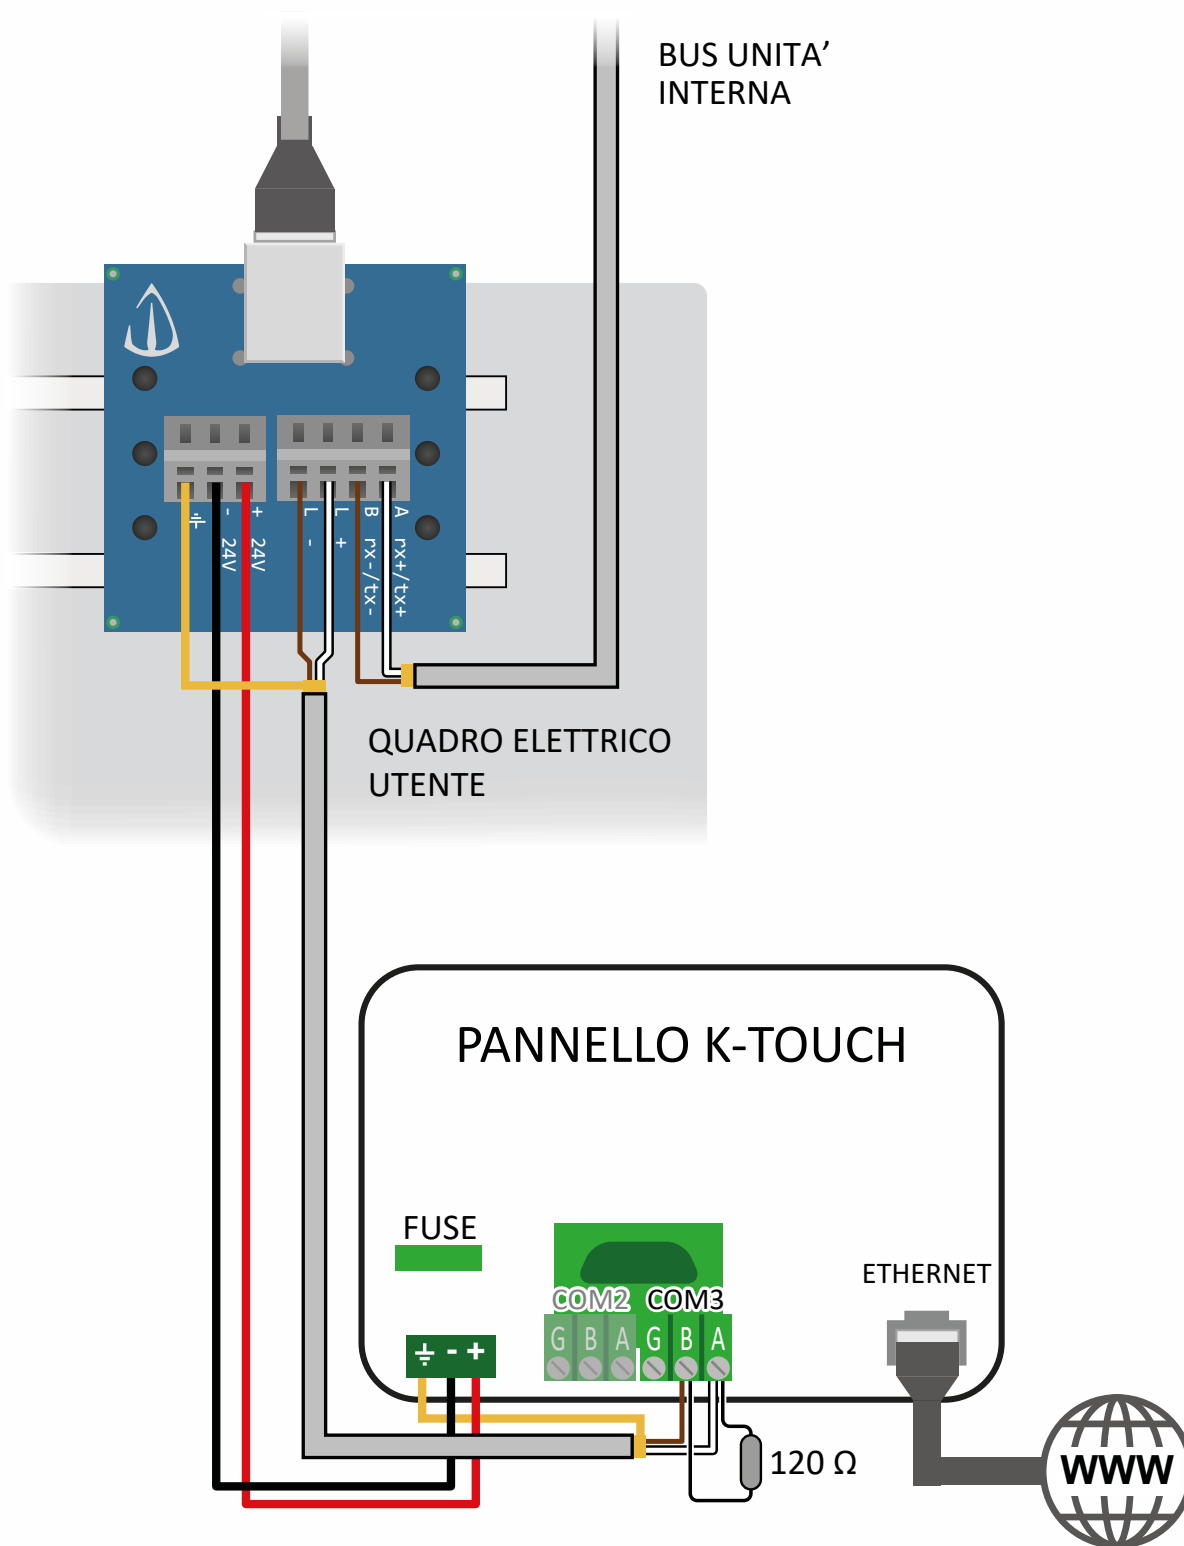 BUS UNITA’
INTERNA
- 24V
+ 24V
L -
L +
B rx-/tx-
A rx+/tx+
QUADRO ELETTRICO
UTENTE
PANNELLO K-TOUCH
FUSE
ETHERNET
COM2 COM3
G B A G B A
- +
120 Ω
WWW